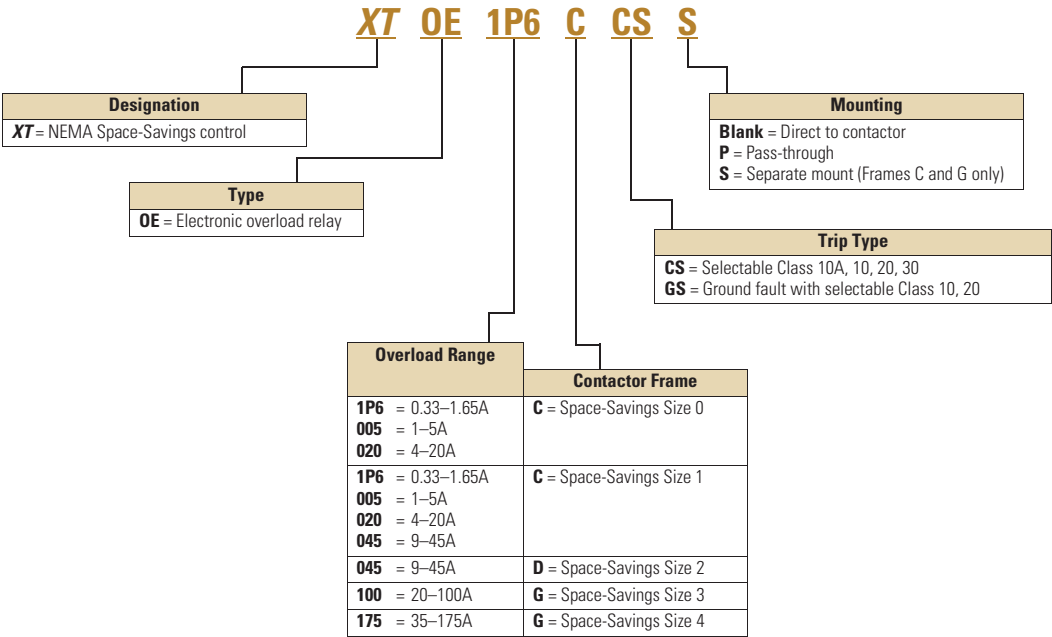 XT OE 1P6 C CS S
Designation
XT = NEMA Space-Savings control
Type
OE = Electronic overload relay
Mounting
Blank = Direct to contactor
P = Pass-through
S = Separate mount (Frames C and G only)
Trip Type
CS = Selectable Class 10A, 10, 20, 30
GS = Ground fault with selectable Class 10, 20
Overload Range
Contactor Frame
1P6 = 0.33–1.65A C = Space-Savings Size 0
005 = 1–5A
020 = 4–20A
1P6 = 0.33–1.65A C = Space-Savings Size 1
005 = 1–5A
020 = 4–20A
045 = 9–45A
045 = 9–45A D = Space-Savings Size 2
100 = 20–100A G = Space-Savings Size 3
175 = 35–175A G = Space-Savings Size 4